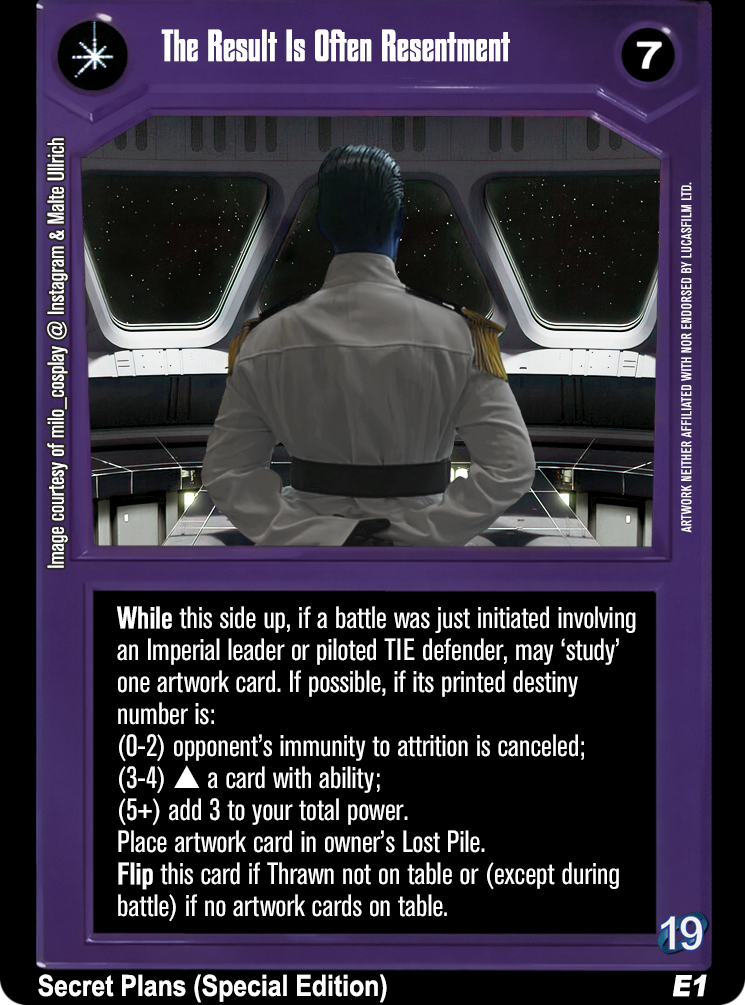 The Result Is Often Resentment
7
Image courtesy of milo_cosplay @ Instagram & Malte Ullrich
ARTWORK NEITHER AFFILIATED WITH NOR ENDORSED BY LUCASFILM LTD.
While this side up, if a battle was just initiated involving
an Imperial leader or piloted TIE defender, may ‘study’
one artwork card. If possible, if its printed destiny
number is:
(0-2) opponent’s immunity to attrition is canceled;
(3-4) ▲ a card with ability;
(5+) add 3 to your total power.
Place artwork card in owner’s Lost Pile.
Flip this card if Thrawn not on table or (except during
battle) if no artwork cards on table.
19
Secret Plans (Special Edition)
E1